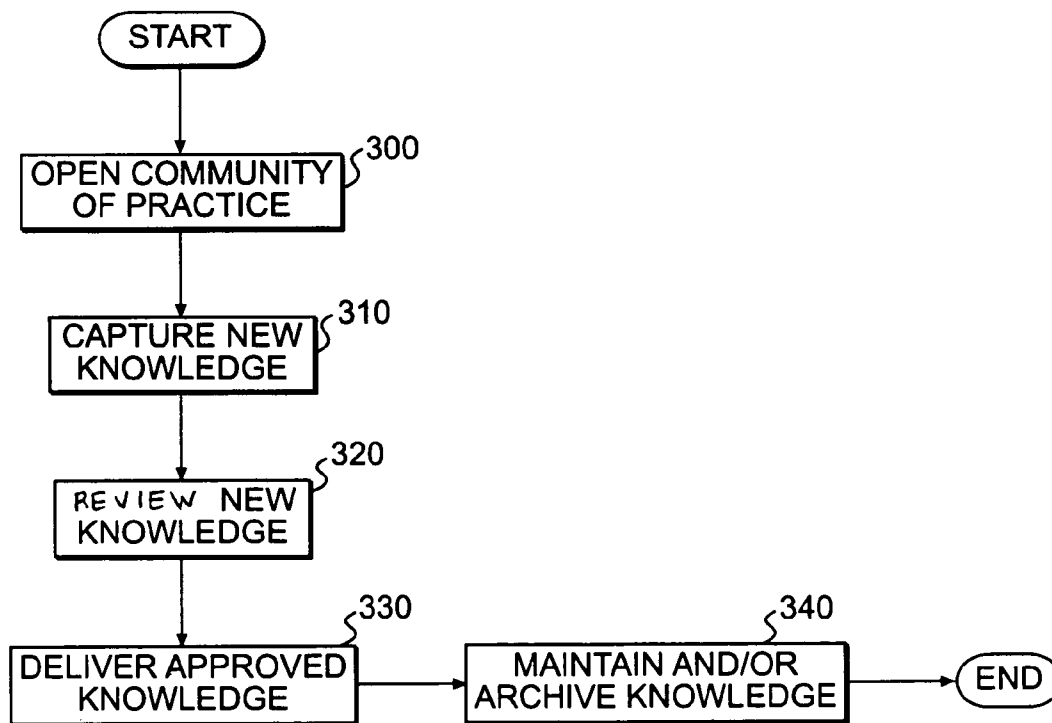 START
300
OPEN COMMUNITY
OF PRACTICE
310
CAPTURE NEW
KNOWLEDGE
320
REVIEW NEW
KNOWLEDGE
330
DELIVER APPROVED
KNOWLEDGE
340
MAINTAIN AND/OR
ARCHIVE KNOWLEDGE
END